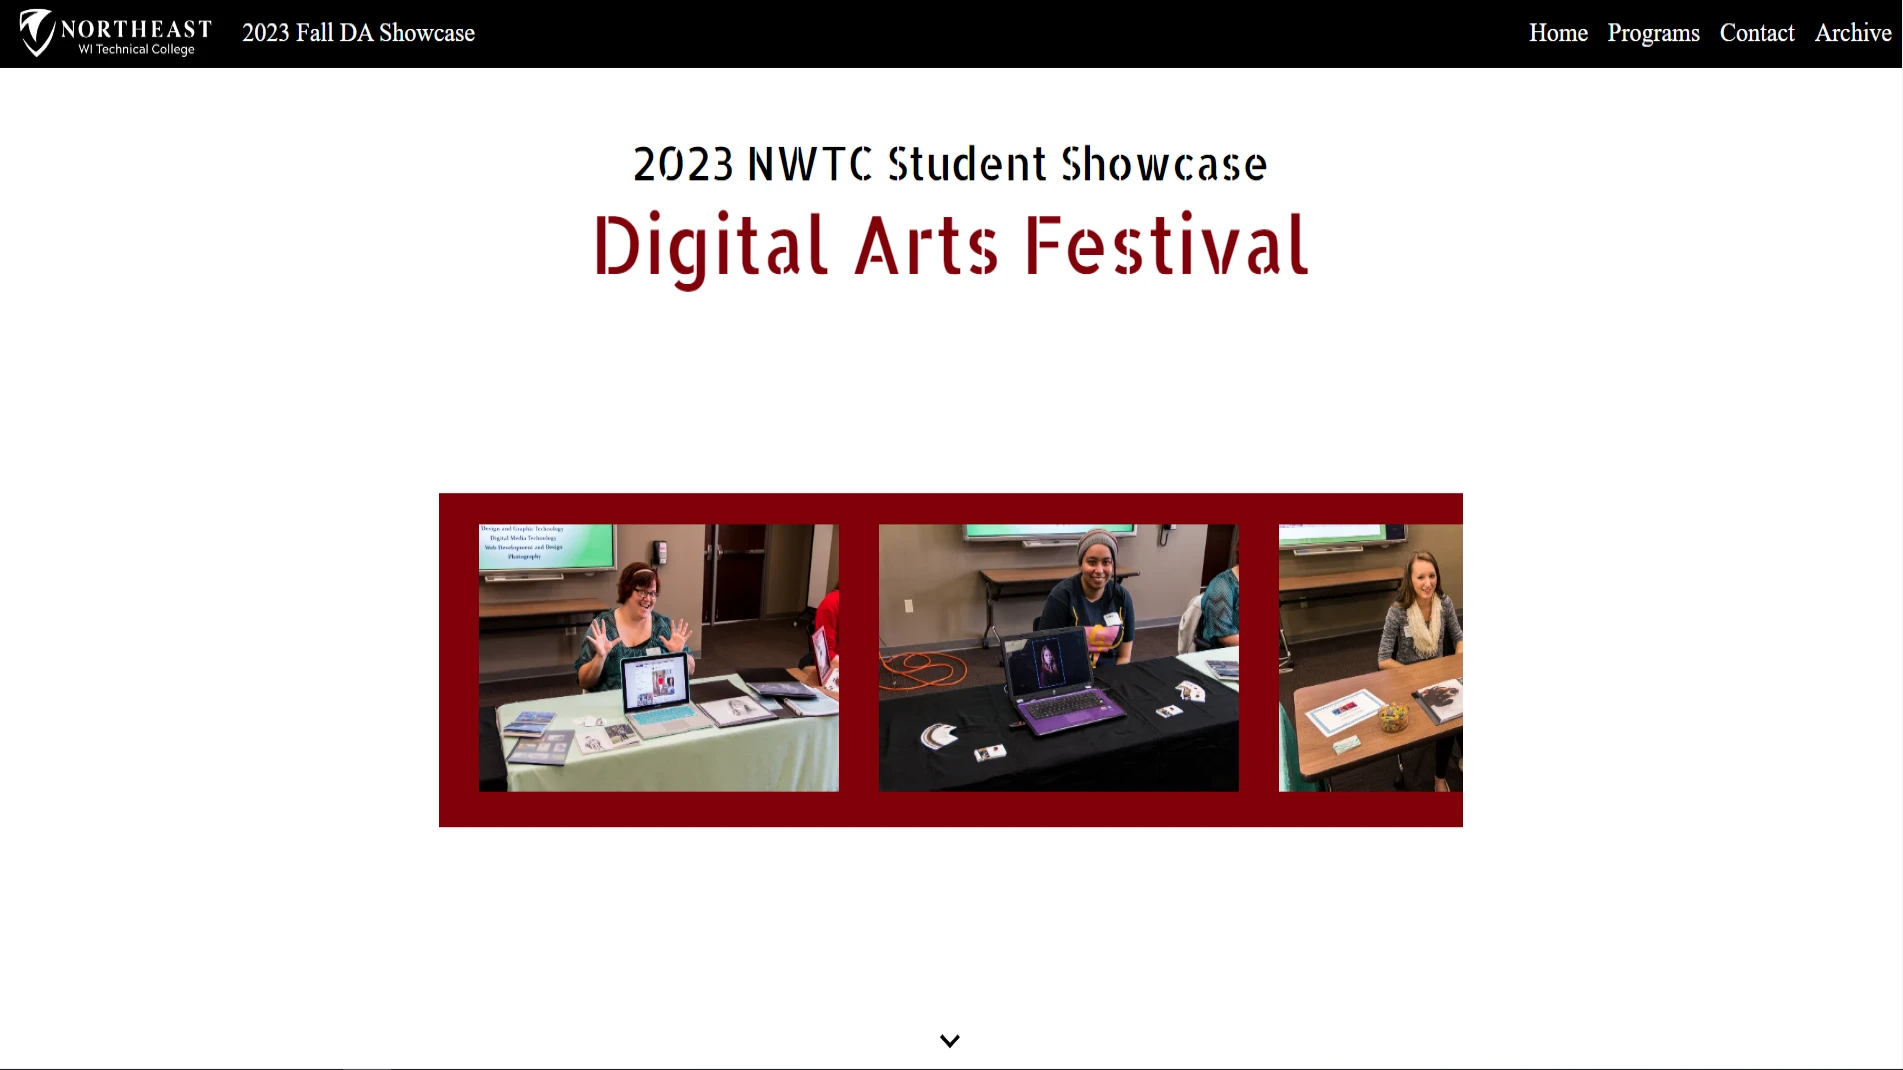 NORTHEAST
WI Technical College
2023 Fall DA Showcase
Home Programs Contact Archive
2023 NWTC Student Showcase
Digital Arts Festival
Design and Graphic Technology
Digital Media Technology
Web Development and Design
Photography